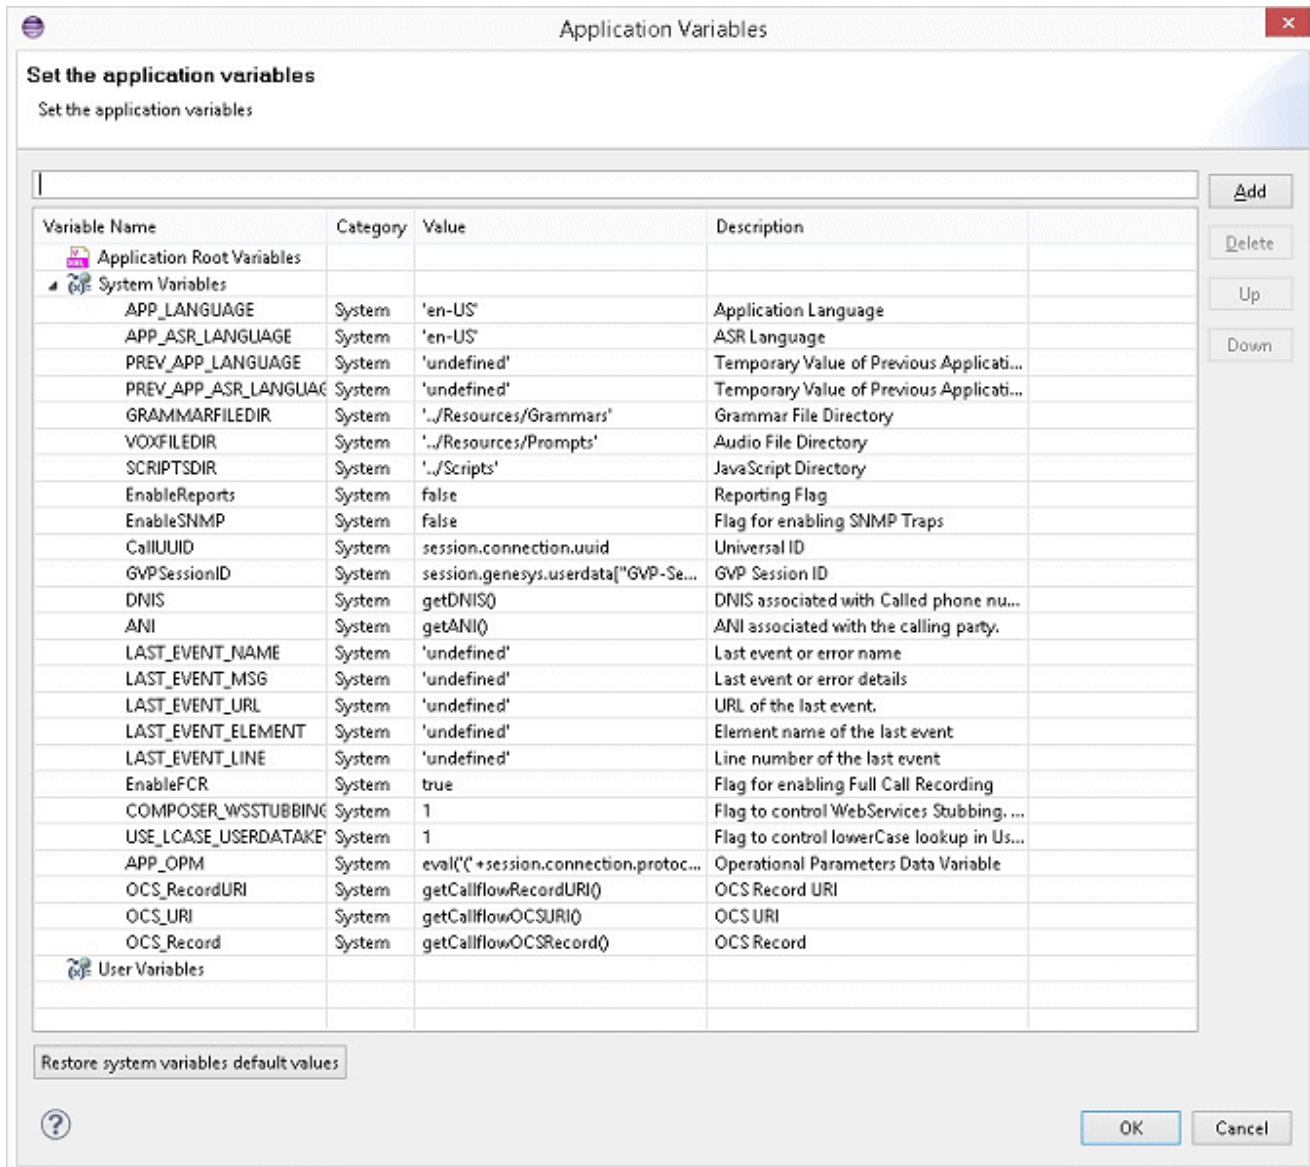 Application Variables
Set the application variables
Set the application variables
Add
Variable Name Category Value Description
Delete
Application Root Variables
System Variables
Up
APP_LANGUAGE System 'en-US' Application Language
APP_ASR_LANGUAGE System 'en-US' ASR Language
Down
PREV_APP_LANGUAGE System 'undefined' Temporary Value of Previous Applicati...
PREV_APP_ASR_LANGUAG System 'undefined' Temporary Value of Previous Applicati...
GRAMMARFILEDIR System '../Resources/Grammars' Grammar File Directory
VOXFILEDIR System '../Resources/Prompts' Audio File Directory
SCRIPTSDIR System '../Scripts' JavaScript Directory
EnableReports System false Reporting Flag
EnableSNMP System false Flag for enabling SNMP Traps
CallUUID System session.connection.uuid Universal ID
GVPSessionID System session.genesys.userdata["GVP-Se... GVP Session ID
DNIS System getDNIS() DNIS associated with Called phone nu...
ANI System getANI() ANI associated with the calling party.
LAST_EVENT_NAME System 'undefined' Last event or error name
LAST_EVENT_MSG System 'undefined' Last event or error details
LAST_EVENT_URL System 'undefined' URL of the last event.
LAST_EVENT_ELEMENT System 'undefined' Element name of the last event
LAST_EVENT_LINE System 'undefined' Line number of the last event
EnableFCR System true Flag for enabling Full Call Recording
COMPOSER_WSSTUBBING System 1 Flag to control WebServices Stubbing. ...
USE_LCASE_USERDATAKE System 1 Flag to control lowerCase lookup in Us...
APP_OPM System eval('('+session.connection.protoc... Operational Parameters Data Variable
OCS_RecordURI System getCallflowRecordURI() OCS Record URI
OCS_URI System getCallflowOCSURI() OCS URI
OCS_Record System getCallflowOCSRecord() OCS Record
User Variables
Restore system variables default values
OK Cancel